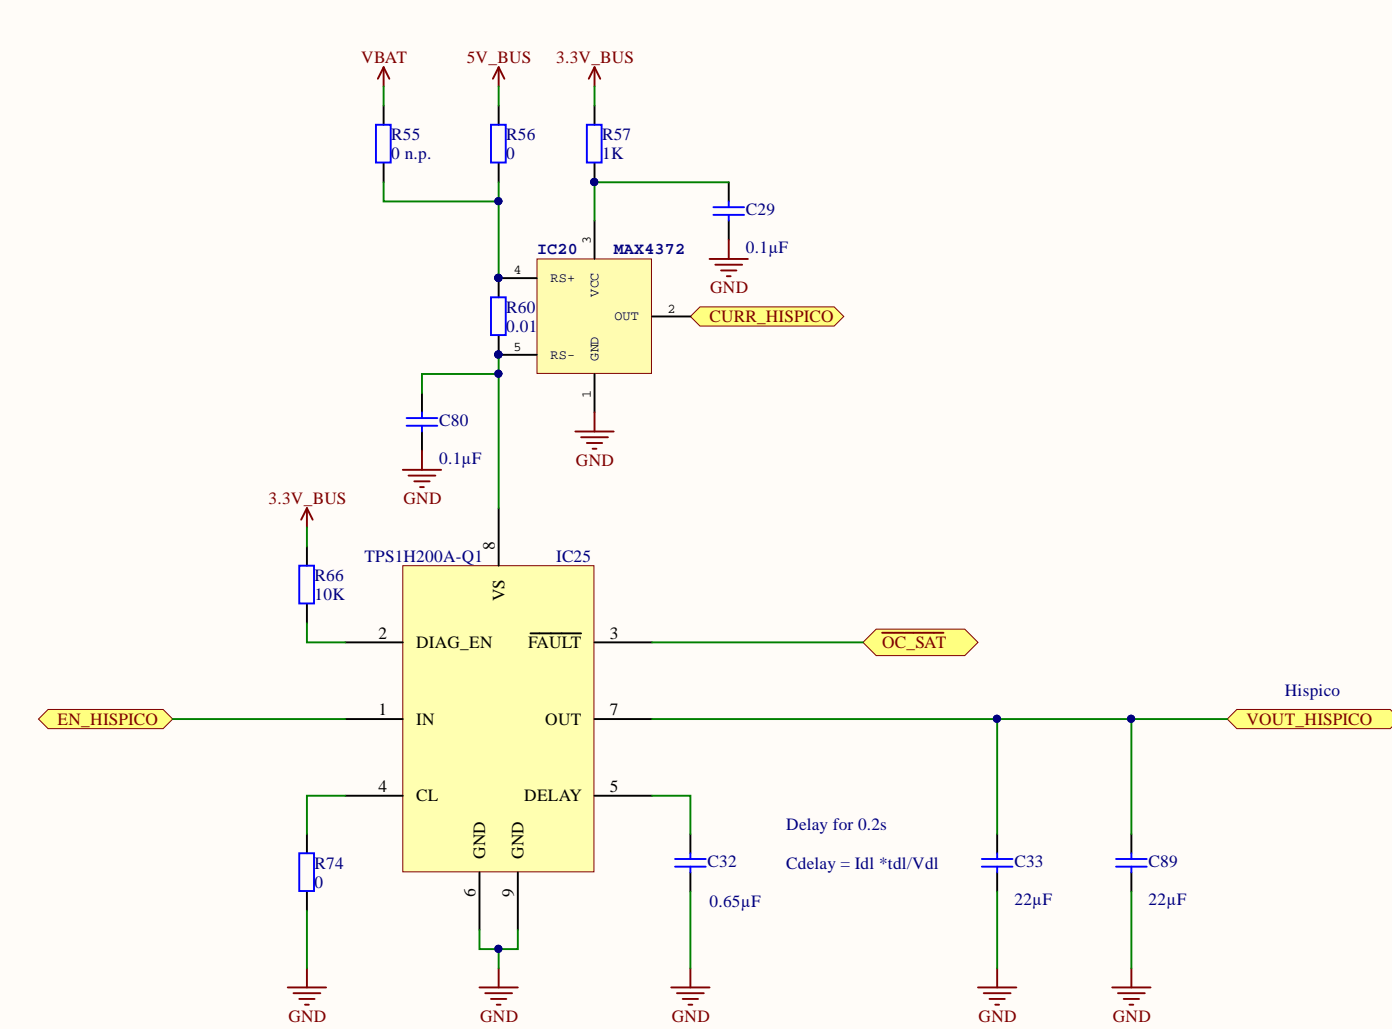 VBAT
5V_BUS
3.3V_BUS
R55
0 n.p.
R56
0
R57
1K
C29
0.1µF
GND
IC20
MAX4372
3
VCC
4
RS+
R60
0.01
OUT
2
CURR_HISPICO
5
RS-
GND
1
GND
C80
0.1µF
GND
3.3V_BUS
R66
10K
TPS1H200A-Q1
IC25
8
VS
2
DIAG_EN
FAULT
3
OC_SAT
Hispico
EN_HISPICO
1
IN
OUT
7
VOUT_HISPICO
4
CL
DELAY
5
GND
GND
6
9
R74
0
GND
GND
C32
0.65µF
GND
Delay for 0.2s
Cdelay = Idl *tdl/Vdl
C33
22µF
GND
C89
22µF
GND